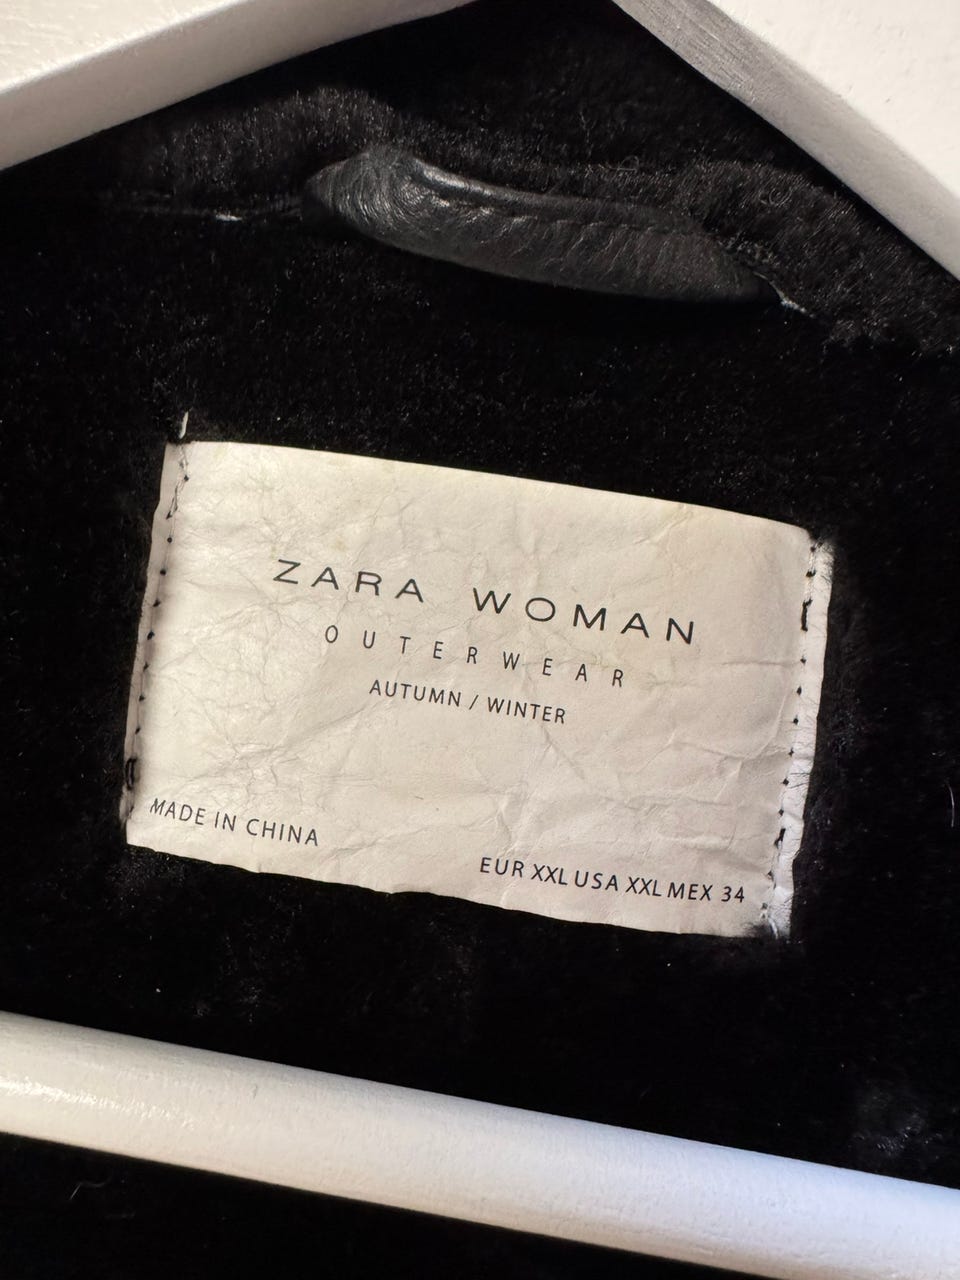 ZARA WOMAN
OUTERWEAR
AUTUMN / WINTER
MADE IN CHINA
EUR XXL USA XXL MEX 34